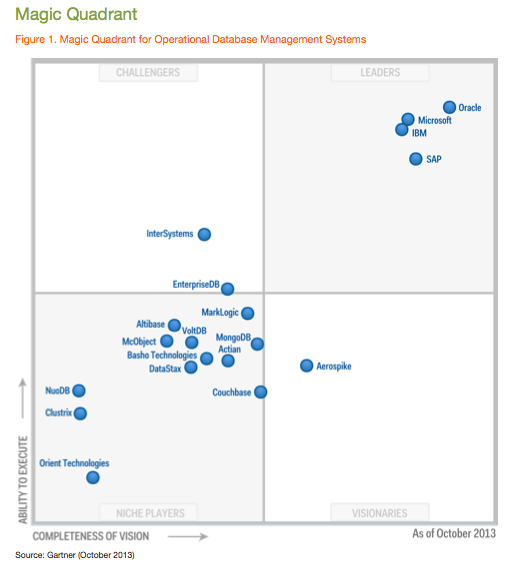 Magic Quadrant
Figure 1. Magic Quadrant for Operational Database Management Systems
CHALLENGERS
LEADERS
Oracle
Microsoft
IBM
SAP
InterSystems
EnterpriseDB
MarkLogic
Altibase
VoltDB
McObject
MongoDB
Actian
Basho Technologies
DataStax
Aerospike
NuoDB
Couchbase
Clustrix
Orient Technologies
ABILITY TO EXECUTE
NICHE PLAYERS
VISIONARIES
COMPLETENESS OF VISION
As of October 2013
Source: Gartner (October 2013)